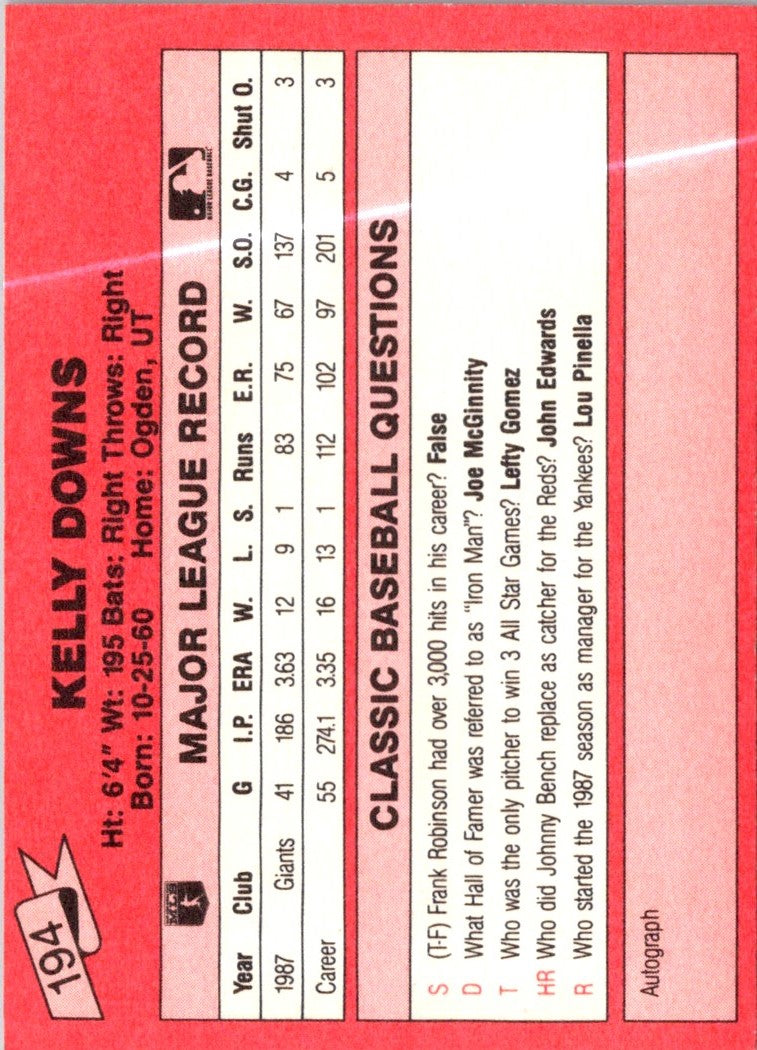 194
KELLY DOWNS
Ht: 6'4" Wt: 195 Bats: Right Throws: Right
Born: 10-25-60 Home: Ogden, UT
MAJOR LEAGUE RECORD
MAJOR LEAGUE BASEBALL
Year Club G I.P. ERA W. L. S. Runs E.R. W. S.O. C.G. Shut O.
1987 Giants 41 186 3.63 12 9 1 83 75 67 137 4 3
Career 55 274.1 3.35 16 13 1 112 102 97 201 5 3
CLASSIC BASEBALL QUESTIONS
S (T-F) Frank Robinson had over 3,000 hits in his career? False
D What Hall of Famer was referred to as "Iron Man"? Joe McGinnity
T Who was the only pitcher to win 3 All Star Games? Lefty Gomez
HR Who did Johnny Bench replace as catcher for the Reds? John Edwards
R Who started the 1987 season as manager for the Yankees? Lou Pinella
Autograph